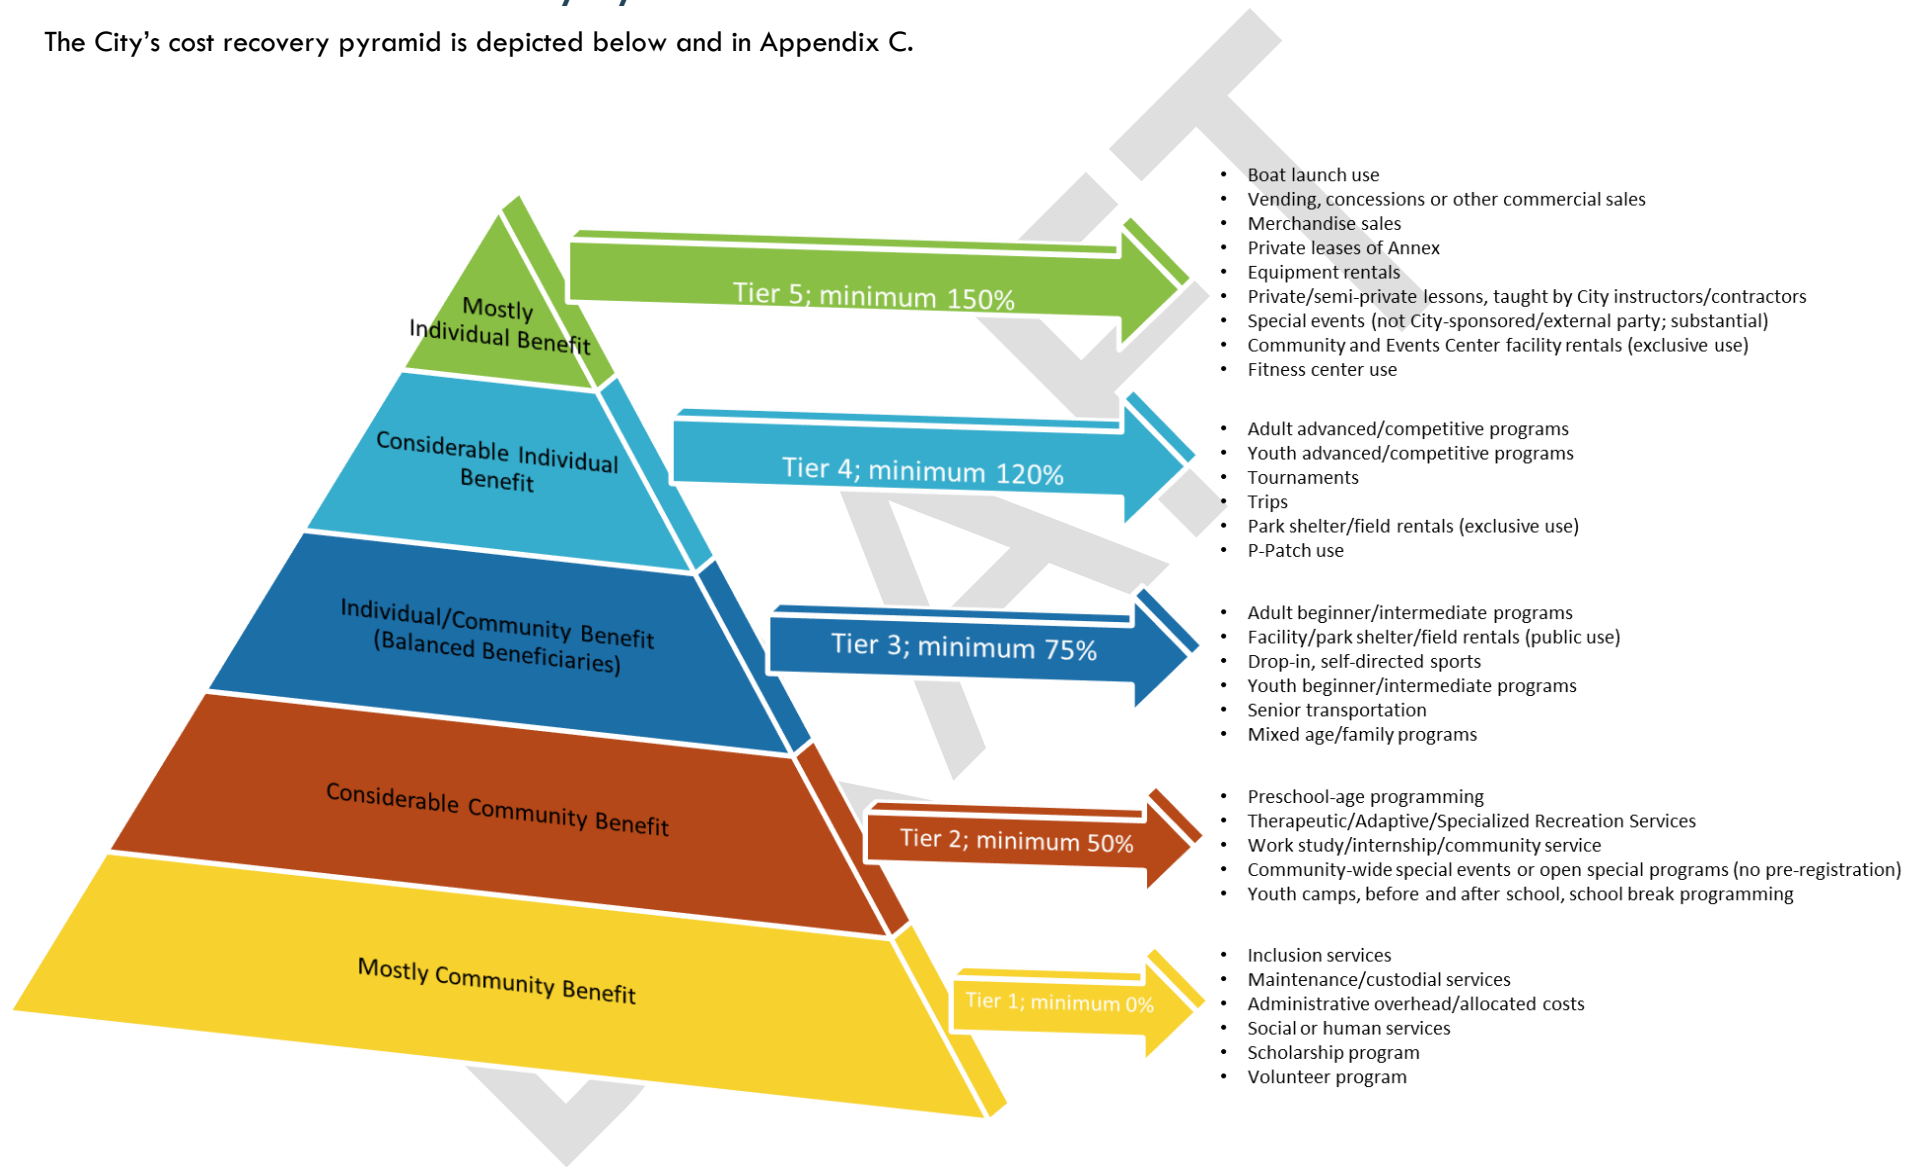 The City’s cost recovery pyramid is depicted below and in Appendix C.
Mostly
Individual Benefit
Tier 5; minimum 150%
• Boat launch use
• Vending, concessions or other commercial sales
• Merchandise sales
• Private leases of Annex
• Equipment rentals
• Private/semi-private lessons, taught by City instructors/contractors
• Special events (not City-sponsored/external party; substantial)
• Community and Events Center facility rentals (exclusive use)
• Fitness center use
Considerable Individual
Benefit
Tier 4; minimum 120%
• Adult advanced/competitive programs
• Youth advanced/competitive programs
• Tournaments
• Trips
• Park shelter/field rentals (exclusive use)
• P-Patch use
Individual/Community Benefit
(Balanced Beneficiaries)
Tier 3; minimum 75%
• Adult beginner/intermediate programs
• Facility/park shelter/field rentals (public use)
• Drop-in, self-directed sports
• Youth beginner/intermediate programs
• Senior transportation
• Mixed age/family programs
Considerable Community Benefit
Tier 2; minimum 50%
• Preschool-age programming
• Therapeutic/Adaptive/Specialized Recreation Services
• Work study/internship/community service
• Community-wide special events or open special programs (no pre-registration)
• Youth camps, before and after school, school break programming
Mostly Community Benefit
Tier 1; minimum 0%
• Inclusion services
• Maintenance/custodial services
• Administrative overhead/allocated costs
• Social or human services
• Scholarship program
• Volunteer program